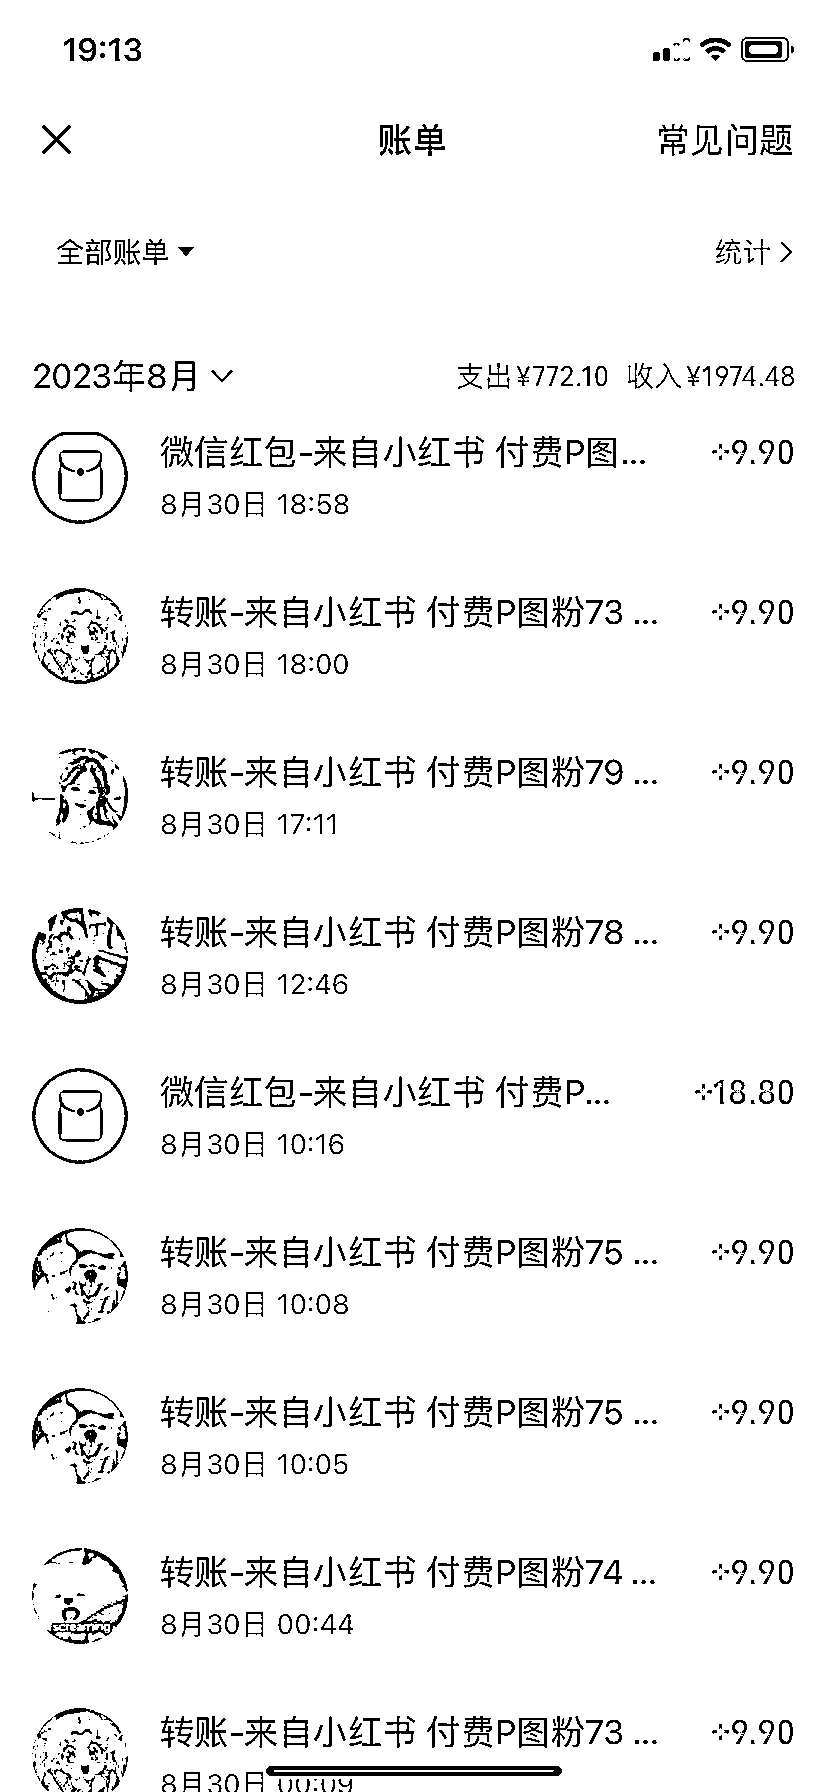 19:13
账单
常见问题
全部账单
统计
2023年8月 支出¥772.10 收入¥1974.48
微信红包-来自小红书 付费P图... +9.90
8月30日 18:58
转账-来自小红书 付费P图粉73 ... +9.90
8月30日 18:00
转账-来自小红书 付费P图粉79 ... +9.90
8月30日 17:11
转账-来自小红书 付费P图粉78 ... +9.90
8月30日 12:46
微信红包-来自小红书 付费P... +18.80
8月30日 10:16
转账-来自小红书 付费P图粉75 ... +9.90
8月30日 10:08
转账-来自小红书 付费P图粉75 ... +9.90
8月30日 10:05
转账-来自小红书 付费P图粉74 ... +9.90
8月30日 00:44
screaming
转账-来自小红书 付费P图粉73 ... +9.90
8月30日 00:09